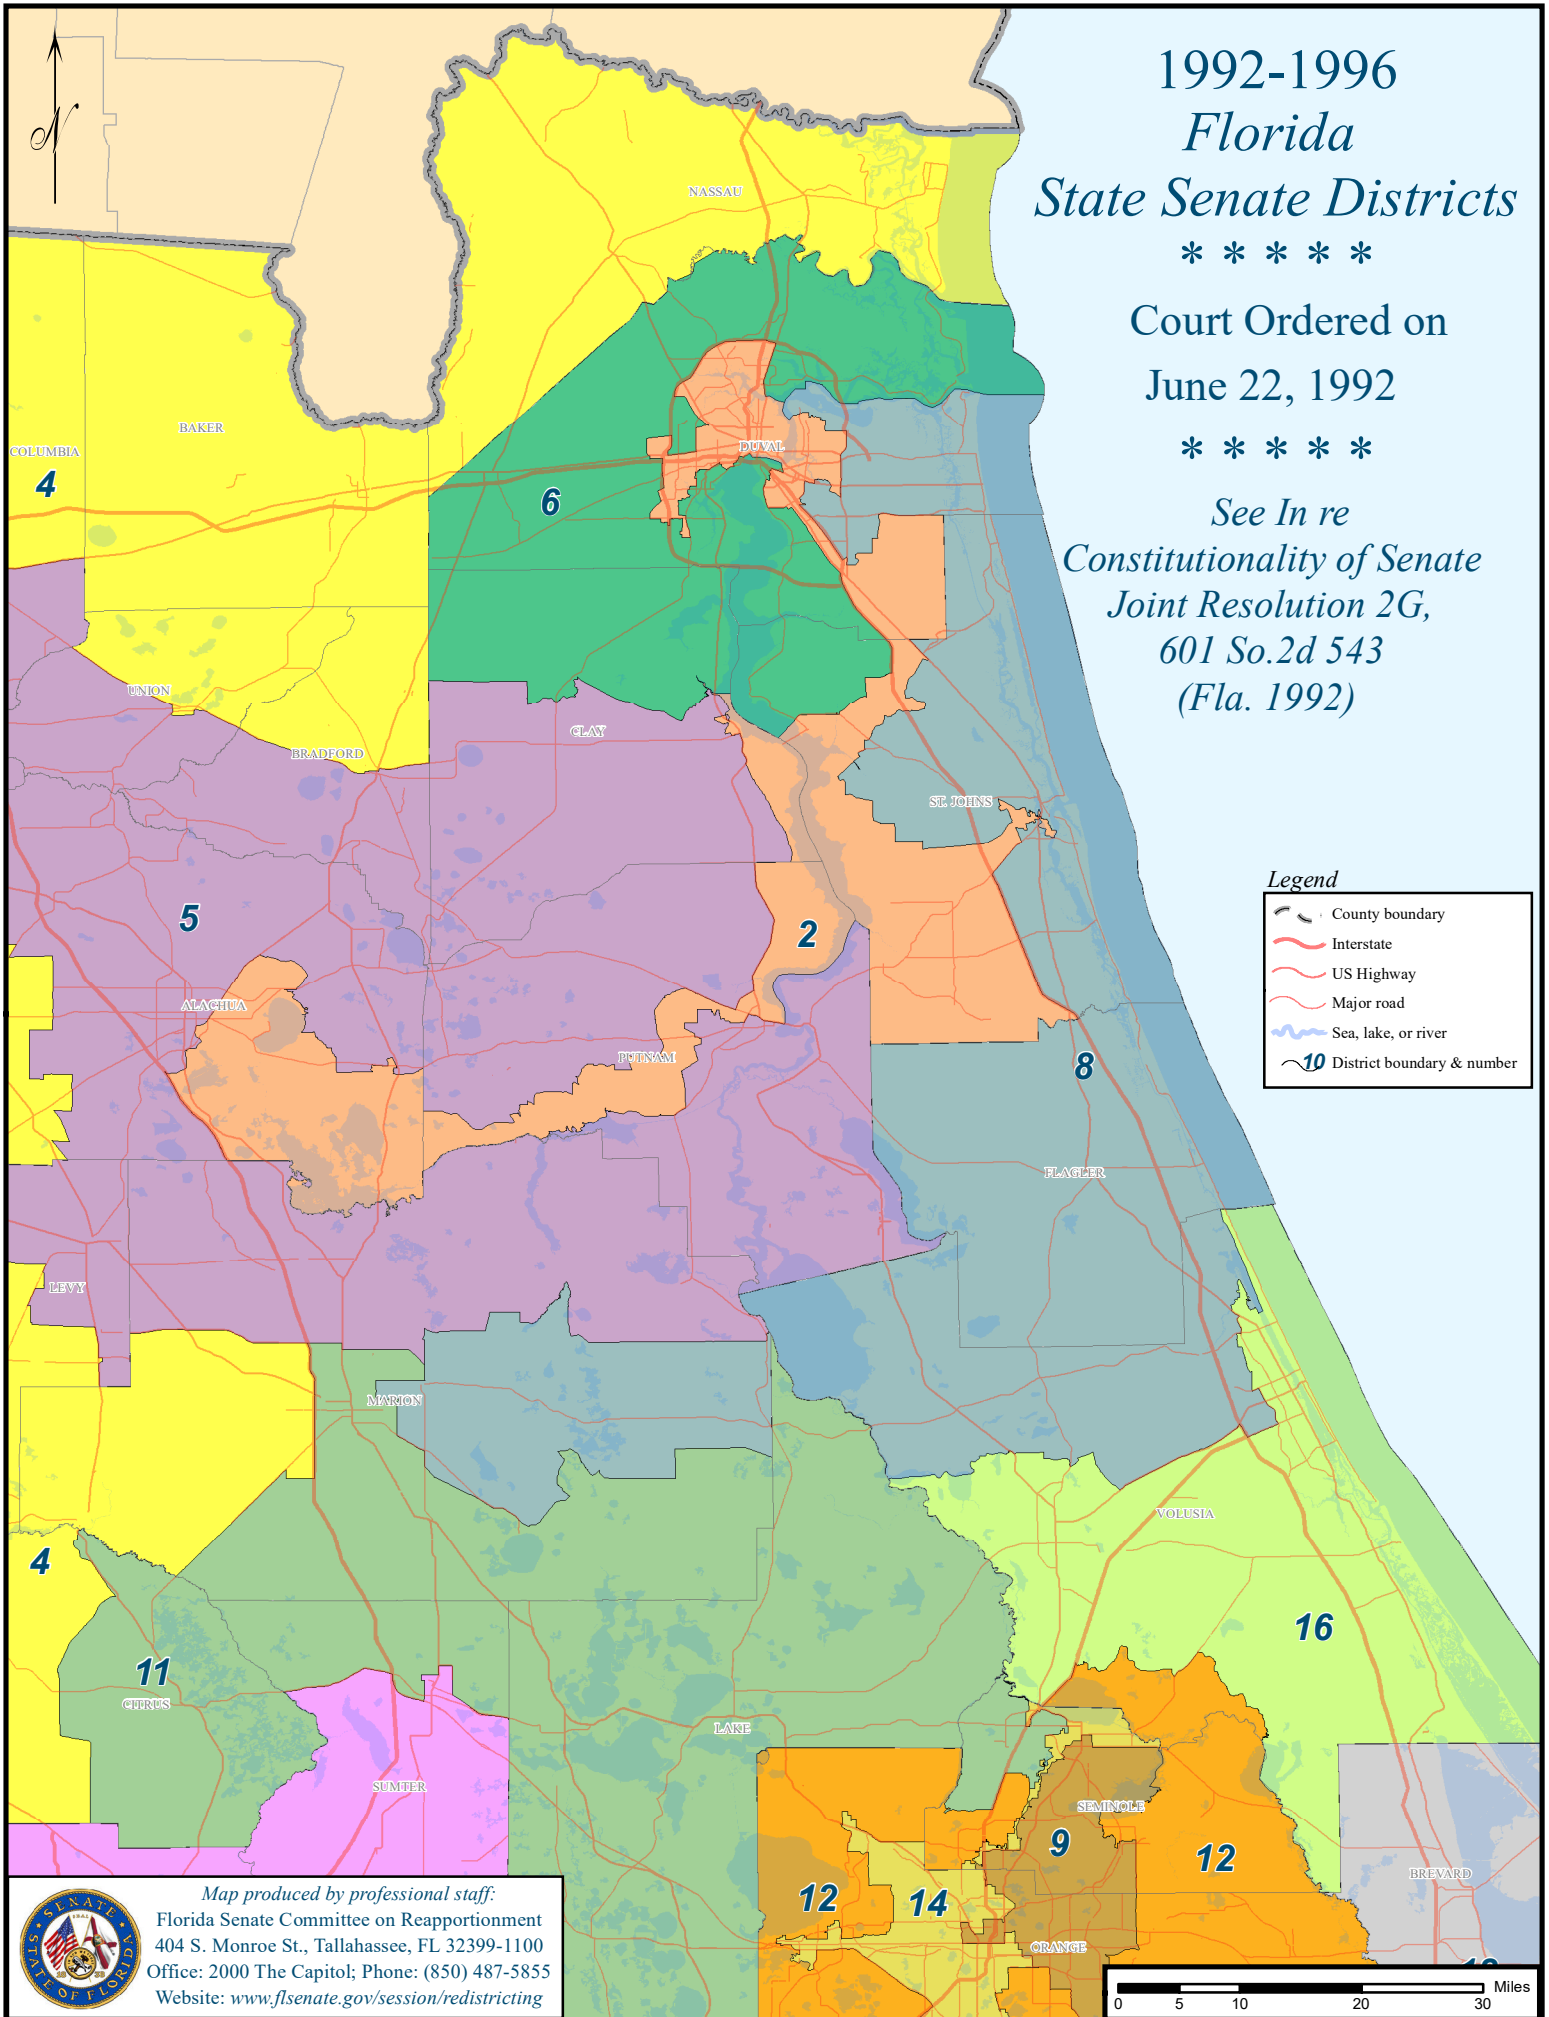 N
1992-1996
Florida
State Senate Districts
* * * * *
Court Ordered on
June 22, 1992
* * * * *
See In re
Constitutionality of Senate
Joint Resolution 2G,
601 So.2d 543
(Fla. 1992)
NASSAU
BAKER
COLUMBIA
4
DUVAL
6
UNION
CLAY
BRADFORD
ST. JOHNS
Legend
County boundary
Interstate
US Highway
Major road
Sea, lake, or river
10 District boundary & number
5
2
ALACHUA
PUTNAM
8
FLAGLER
LEVY
MARION
VOLUSIA
4
16
11
CITRUS
LAKE
SUMTER
SEMINOLE
9
12
BREVARD
12
14
ORANGE
SENATE
STATE OF FLORIDA
Map produced by professional staff:
Florida Senate Committee on Reapportionment
404 S. Monroe St., Tallahassee, FL 32399-1100
Office: 2000 The Capitol; Phone: (850) 487-5855
Website: www.flsenate.gov/session/redistricting
Miles
0 5 10 20 30